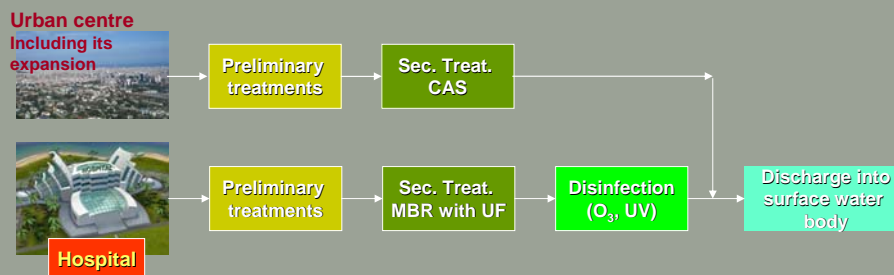 Urban centre
Including its
expansion
Preliminary
treatments
Sec. Treat.
CAS
HOSPITAL
Preliminary
treatments
Sec. Treat.
MBR with UF
Disinfection
(O₃, UV)
Discharge into
surface water
body
Hospital